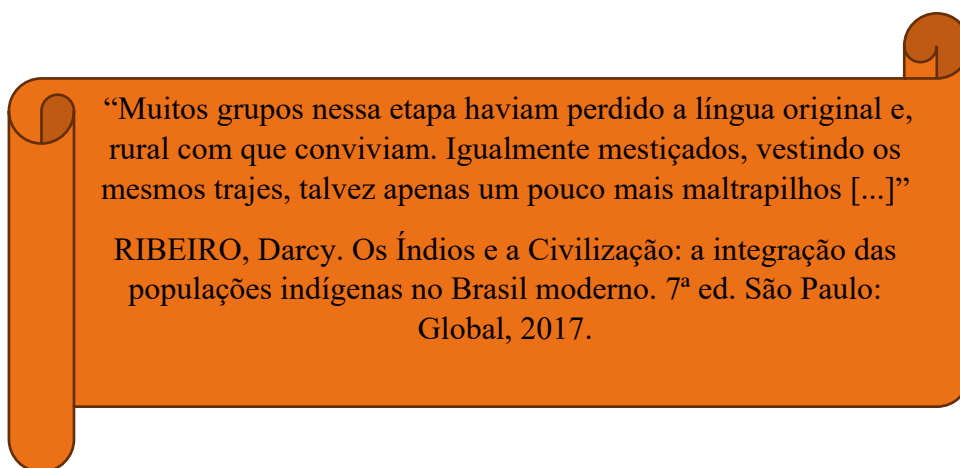 “Muitos grupos nessa etapa haviam perdido a língua original e,
rural com que conviviam. Igualmente mestiçados, vestindo os
mesmos trajes, talvez apenas um pouco mais maltrapilhos [...]”
RIBEIRO, Darcy. Os Índios e a Civilização: a integração das
populações indígenas no Brasil moderno. 7ª ed. São Paulo:
Global, 2017.